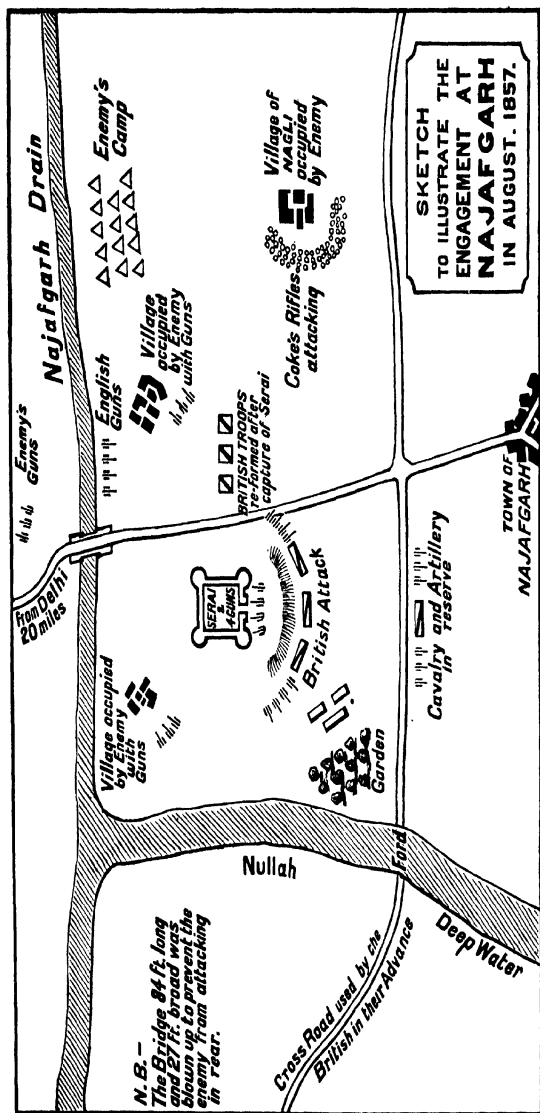 SKETCH
TO ILLUSTRATE THE
ENGAGEMENT AT
NAJAFGARH
IN AUGUST. 1857.
Najafgarh Drain
Enemy's
Camp
Village of
NAGLI
occupied
by Enemy
Coke's Rifles
attacking
Enemy's
Guns
English
Guns
Village
occupied
by Enemy
with Guns
BRITISH TROOPS
re-formed after
capture of Serai
TOWN OF
NAJAFGARH
From Delhi
20 miles
SERAI
&
4 GUNS
British Attack
Cavalry and Artillery
in reserve
Village occupied
by Enemy
with
Guns
Garden
Nullah
Ford
Deep Water
Cross Road used by the
British in their Advance
N.B.—
The Bridge 84 ft. long
and 27 ft. broad was
blown up to prevent the
enemy from attacking
in rear.